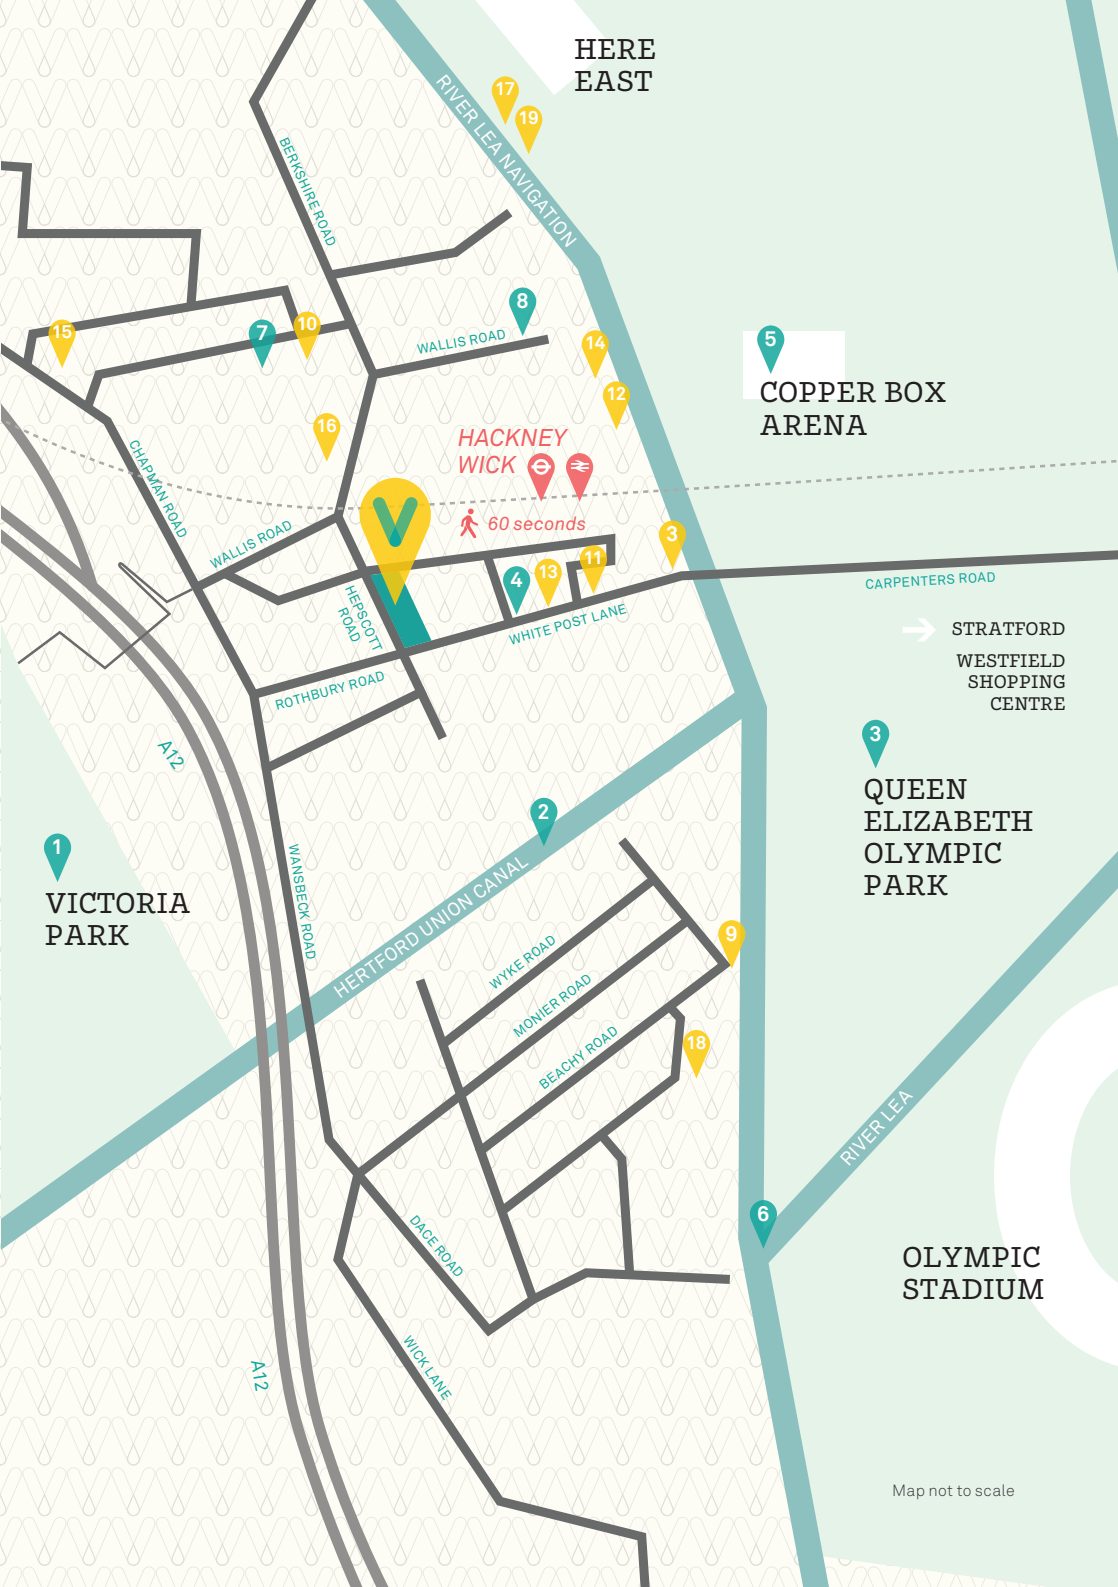 HERE
EAST
17
19
RIVER LEA NAVIGATION
BERKSHIRE ROAD
8
15
7
10
WALLIS ROAD
14
5
12
COPPER BOX
ARENA
16
HACKNEY
WICK
CHAPMAN ROAD
V
60 seconds
WALLIS ROAD
3
11
4
13
CARPENTERS ROAD
HEPSCOTT
ROAD
WHITE POST LANE
STRATFORD
WESTFIELD
SHOPPING
CENTRE
ROTHBURY ROAD
A12
3
QUEEN
ELIZABETH
OLYMPIC
PARK
2
1
VICTORIA
PARK
WANSBECK ROAD
HERTFORD UNION CANAL
9
WYKE ROAD
MONIER ROAD
BEACHY ROAD
18
RIVER LEA
6
DACE ROAD
OLYMPIC
STADIUM
A12
WICK LANE
Map not to scale